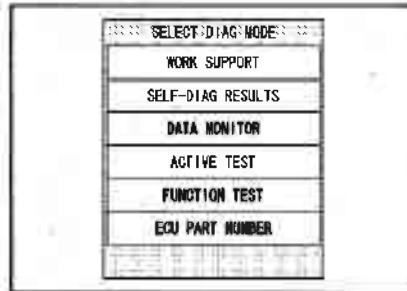 SELECT DIAG MODE
WORK SUPPORT
SELF-DIAG RESULTS
DATA MONITOR
ACTIVE TEST
FUNCTION TEST
ECU PART NUMBER